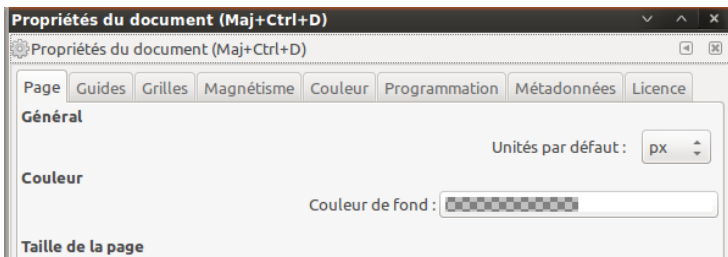 Propriétés du document (Maj+Ctrl+D)
Propriétés du document (Maj+Ctrl+D)
Page Guides Grilles Magnétisme Couleur Programmation Métadonnées Licence
Général
Unités par défaut : px
Couleur
Couleur de fond :
Taille de la page